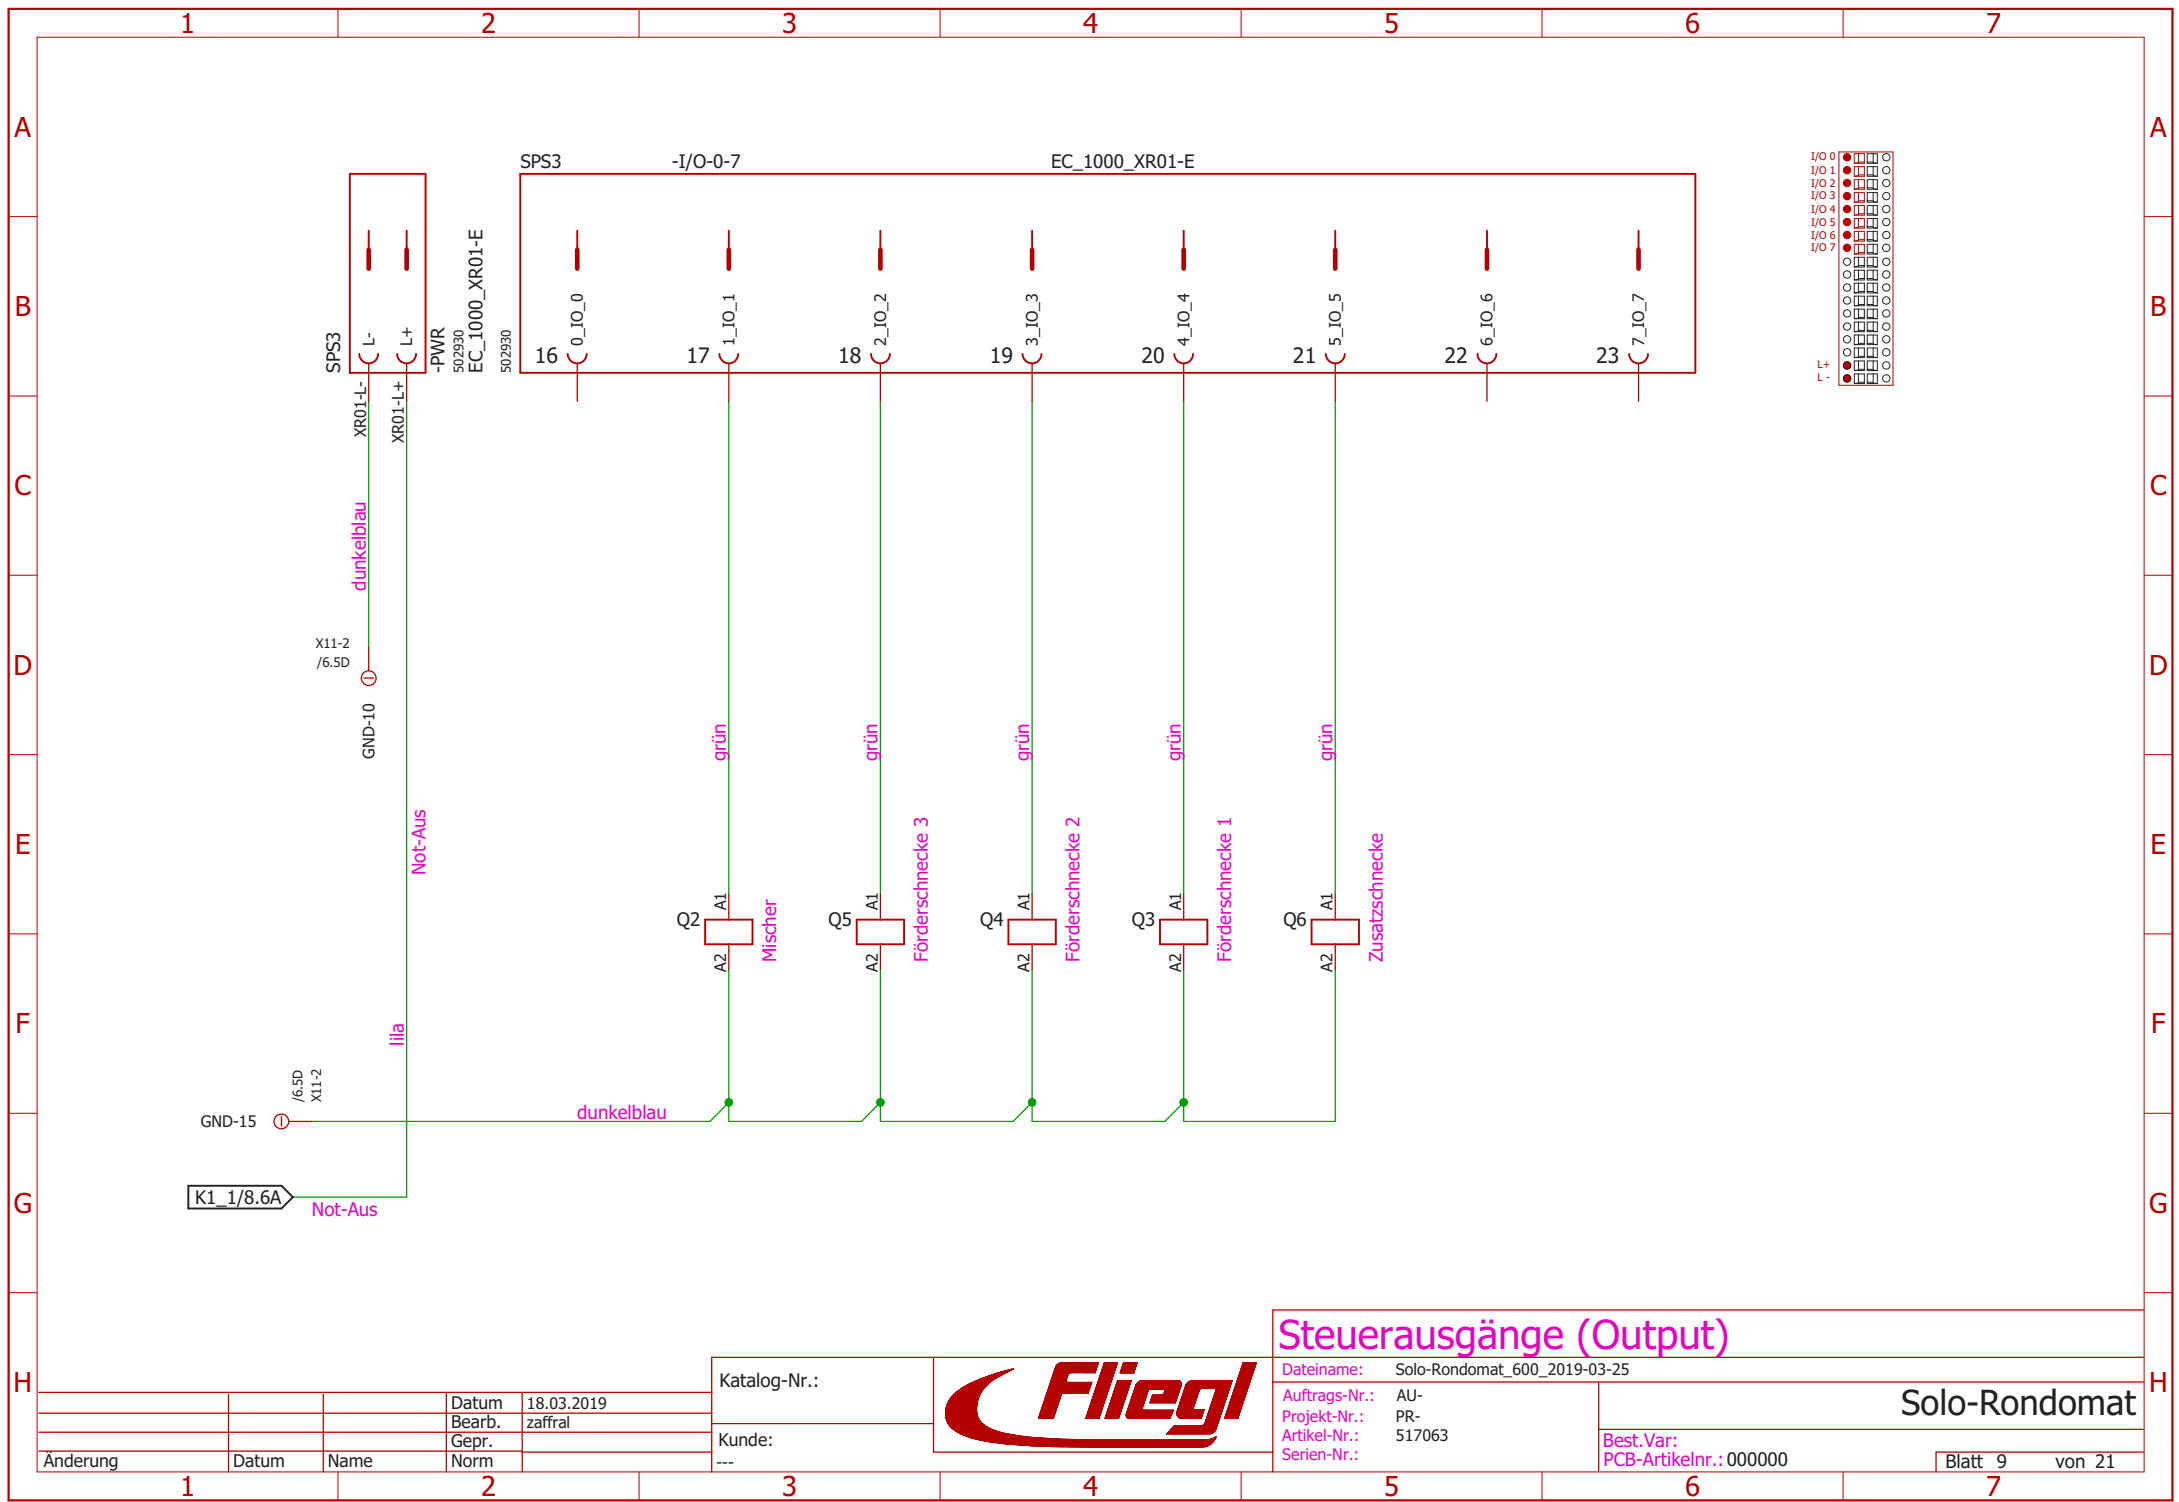 1 2 3 4 5 6 7
A A
B B
C C
D D
E E
F F
G G
H H
SPS3 -I/O-0-7 EC_1000_XR01-E
I/O 0
I/O 1
I/O 2
I/O 3
I/O 4
I/O 5
I/O 6
I/O 7
L+
L -
SPS3
L-
L+
-PWR
502930
EC_1000_XR01-E
502930
16 0_IO_0
17 1_IO_1
18 2_IO_2
19 3_IO_3
20 4_IO_4
21 5_IO_5
22 6_IO_6
23 7_IO_7
XR01-L-
XR01-L+
dunkelblau
X11-2
/6.5D
GND-10
Not-Aus
lila
grün
grün
grün
grün
grün
Q2 A1 A2 Mischer
Q5 A1 A2 Förderschnecke 3
Q4 A1 A2 Förderschnecke 2
Q3 A1 A2 Förderschnecke 1
Q6 A1 A2 Zusatzschnecke
/6.5D
X11-2
GND-15
dunkelblau
K1_1/8.6A
Not-Aus
Steuerausgänge (Output)
Dateiname: Solo-Rondomat_600_2019-03-25
Auftrags-Nr.: AU-
Projekt-Nr.: PR-
Artikel-Nr.: 517063
Serien-Nr.:
Solo-Rondomat
Best.Var:
PCB-Artikelnr.: 000000
Blatt 9 von 21
Katalog-Nr.:
Kunde:
---
Fliegl
Datum 18.03.2019
Bearb. zaffral
Gepr.
Änderung Datum Name Norm
1 2 3 4 5 6 7